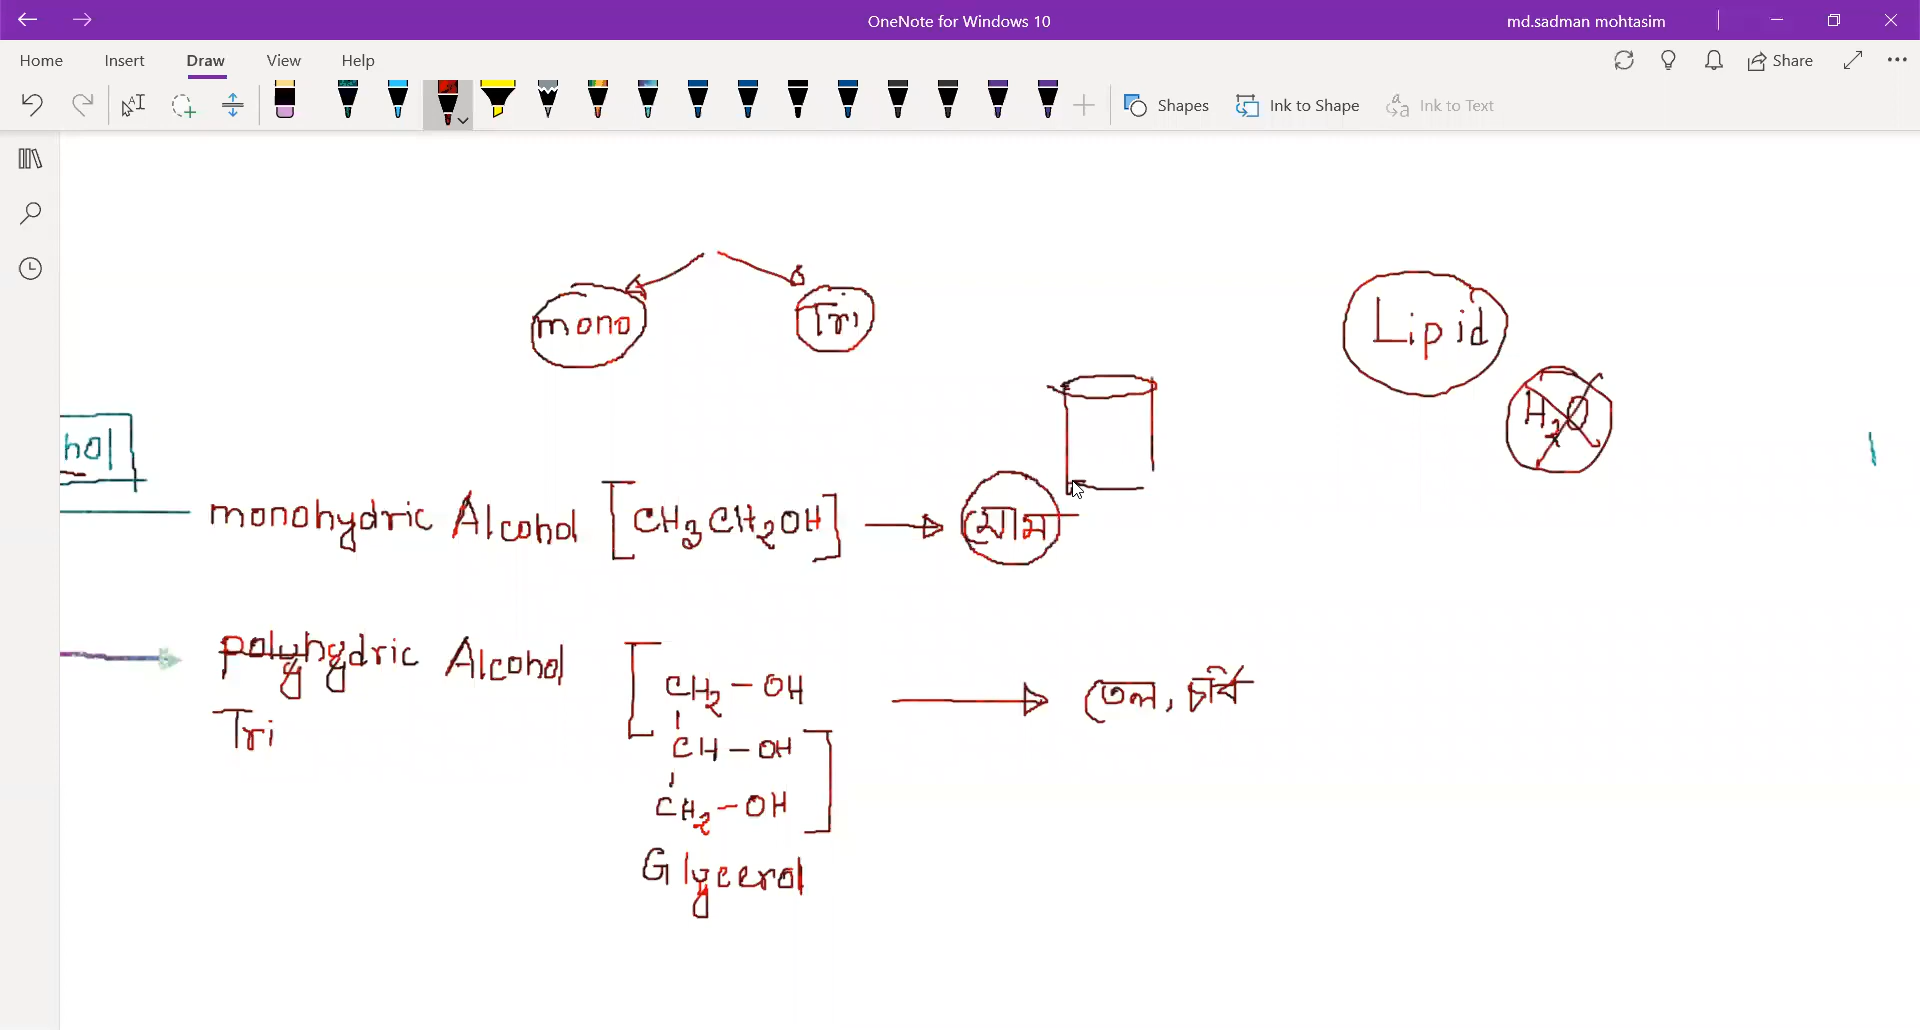 OneNote for Windows 10
md.sadman mohtasim
Home Insert Draw View Help
Share
Shapes Ink to Shape Ink to Text
mono Tri
Lipid
H2O
hol
monohydric Alcohol [CH3CH2OH] → মোম
polyhydric Alcohol
Tri
CH2 - OH
CH - OH
CH2 - OH
→ তেল, চর্বি
Glycerol